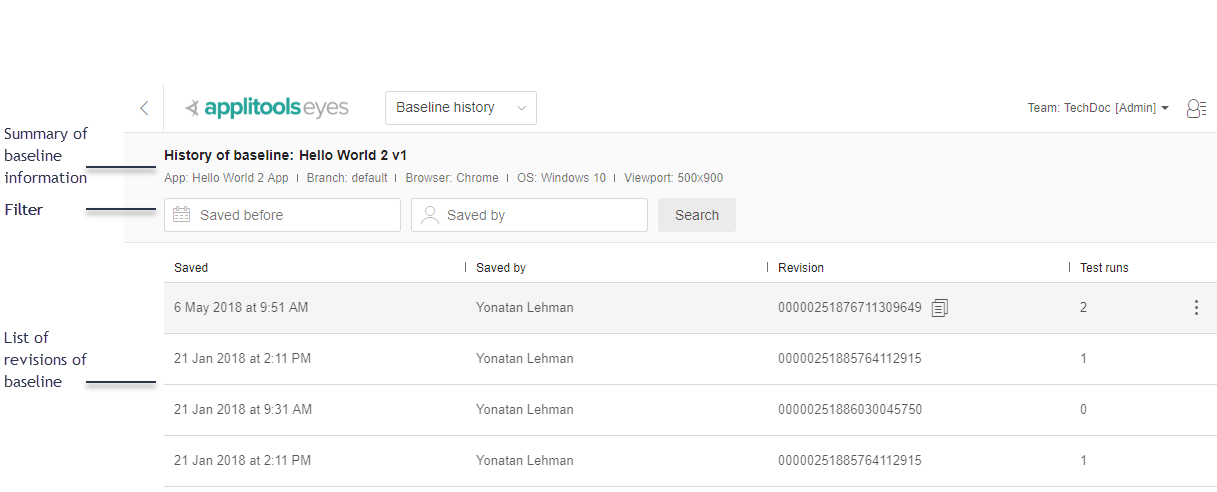 applitools eyes
Baseline history
Team: TechDoc [Admin]
Summary of
baseline
information
History of baseline: Hello World 2 v1
App: Hello World 2 App | Branch: default | Browser: Chrome | OS: Windows 10 | Viewport: 500x900
Filter
Saved before
Saved by
Search
Saved | Saved by | Revision | Test runs
6 May 2018 at 9:51 AM Yonatan Lehman 00000251876711309649 2
List of
revisions of
baseline
21 Jan 2018 at 2:11 PM Yonatan Lehman 00000251885764112915 1
21 Jan 2018 at 9:31 AM Yonatan Lehman 00000251886030045750 0
21 Jan 2018 at 2:11 PM Yonatan Lehman 00000251885764112915 1